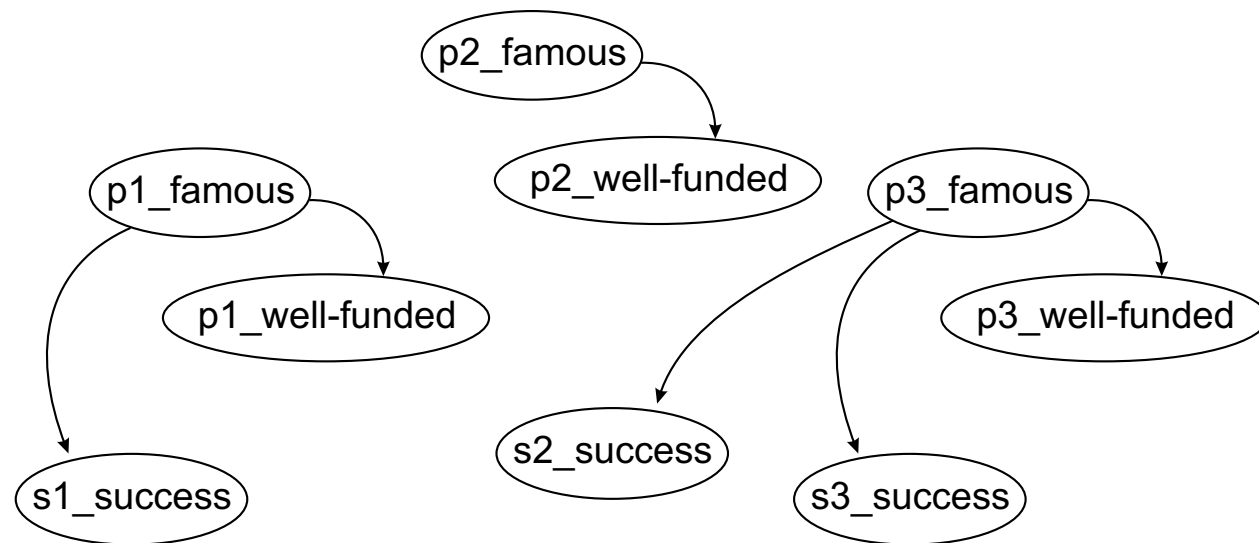 p2_famous
p2_well-funded
p1_famous
p3_famous
p1_well-funded
p3_well-funded
s2_success
s1_success
s3_success